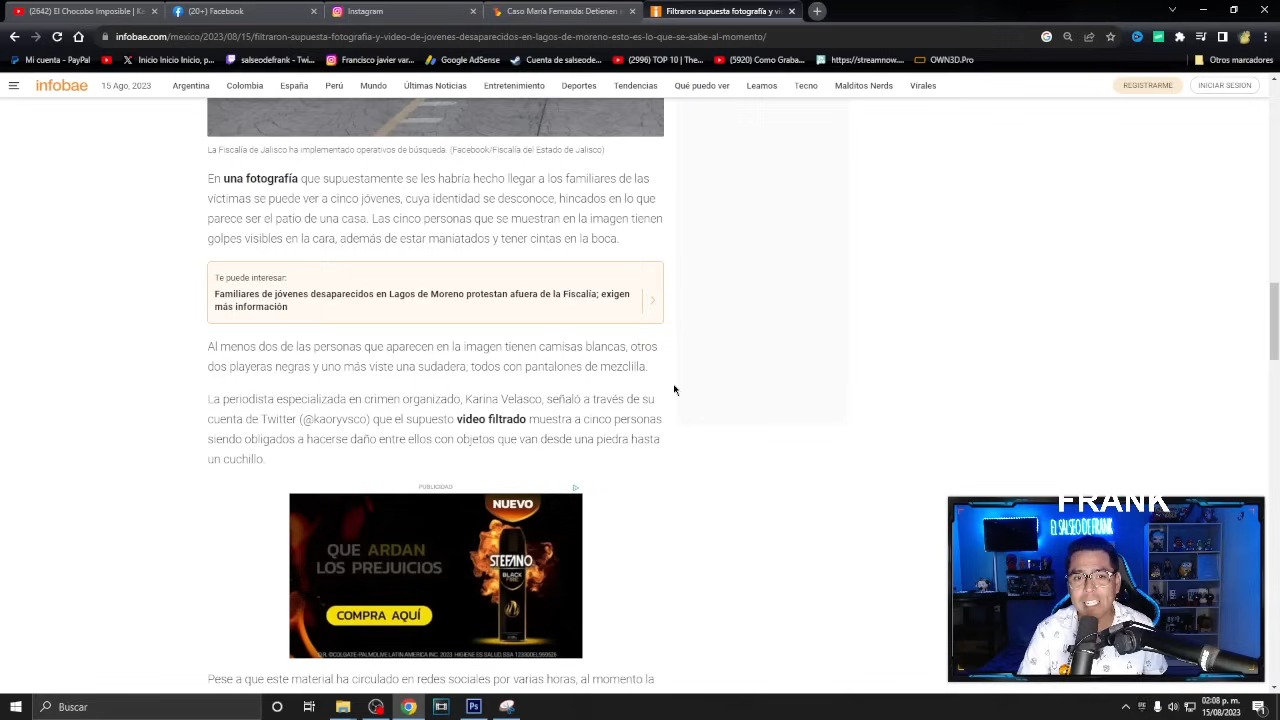 (2642) El Chocobo Imposible | Ka
(20+) Facebook
Instagram
Caso María Fernanda: Detienen a
Filtraron supuesta fotografía y vi
infobae.com/mexico/2023/08/15/filtraron-supuesta-fotografia-y-video-de-jovenes-desaparecidos-en-lagos-de-moreno-esto-es-lo-que-se-sabe-al-momento/
Mi cuenta - PayPal
Inicio Inicio Inicio, p...
salseodefrank - Twi...
Francisco javier var...
Google AdSense
Cuenta de salseode...
(2996) TOP 10 | The...
(5920) Como Graba...
https://streamnow....
OWN3D.Pro
Otros marcadores
infobae
15 Ago, 2023
Argentina
Colombia
España
Perú
Mundo
Últimas Noticias
Entretenimiento
Deportes
Tendencias
Qué puedo ver
Leamos
Tecno
Malditos Nerds
Virales
REGISTRARME
INICIAR SESION
La Fiscalía de Jalisco ha implementado operativos de búsqueda. (Facebook/Fiscalía del Estado de Jalisco)
En una fotografía que supuestamente se les habría hecho llegar a los familiares de las
víctimas se puede ver a cinco jóvenes, cuya identidad se desconoce, hincados en lo que
parece ser el patio de una casa. Las cinco personas que se muestran en la imagen tienen
golpes visibles en la cara, además de estar maniatados y tener cintas en la boca.
Te puede interesar:
Familiares de jóvenes desaparecidos en Lagos de Moreno protestan afuera de la Fiscalía; exigen
más información
Al menos dos de las personas que aparecen en la imagen tienen camisas blancas, otros
dos playeras negras y uno más viste una sudadera; todos con pantalones de mezclilla.
La periodista especializada en crimen organizado, Karina Velasco, señaló a través de su
cuenta de Twitter (@kaoryvsco) que el supuesto video filtrado muestra a cinco personas
siendo obligados a hacerse daño entre ellos con objetos que van desde una piedra hasta
un cuchillo.
PUBLICIDAD
NUEVO
QUE ARDAN
LOS PREJUICIOS
STEFANO
BLACK
FIRE
COMPRA AQUÍ
FRANK
EL SALSEO DE FRANK
Pese a que este material ha circulado en redes sociales por varias horas, al momento la
Buscar
02:08 p. m.
15/08/2023